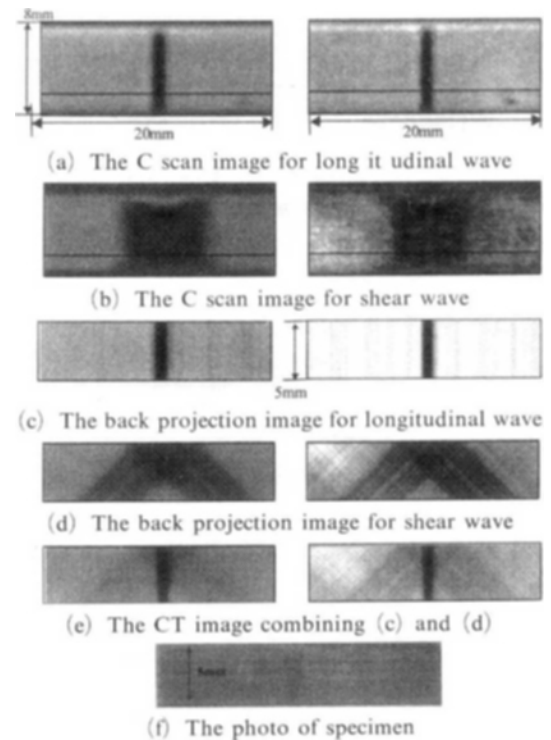 8mm
20mm 20mm
(a) The C scan image for long it udinal wave
(b) The C scan image for shear wave
5mm
(c) The back projection image for longitudinal wave
(d) The back projection image for shear wave
(e) The CT image combining (c) and (d)
(f) The photo of specimen